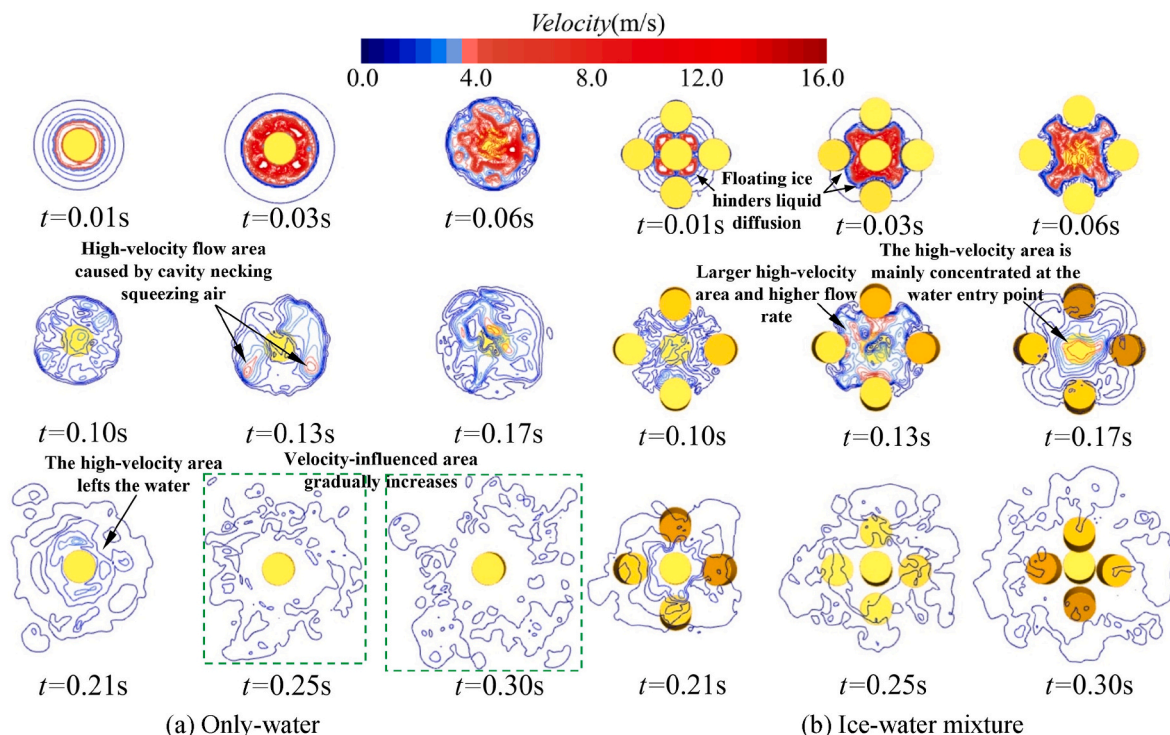 Velocity(m/s)
0.0 4.0 8.0 12.0 16.0
t=0.01s t=0.03s t=0.06s
High-velocity flow area
caused by cavity necking
squeezing air
t=0.10s t=0.13s t=0.17s
The high-velocity area
lefts the water
Velocity-influenced area
gradually increases
t=0.21s t=0.25s t=0.30s
(a) Only-water
Floating ice
hinders liquid
diffusion
t=0.01s t=0.03s t=0.06s
Larger high-velocity
area and higher flow
rate
The high-velocity area is
mainly concentrated at the
water entry point
t=0.10s t=0.13s t=0.17s
t=0.21s t=0.25s t=0.30s
(b) Ice-water mixture